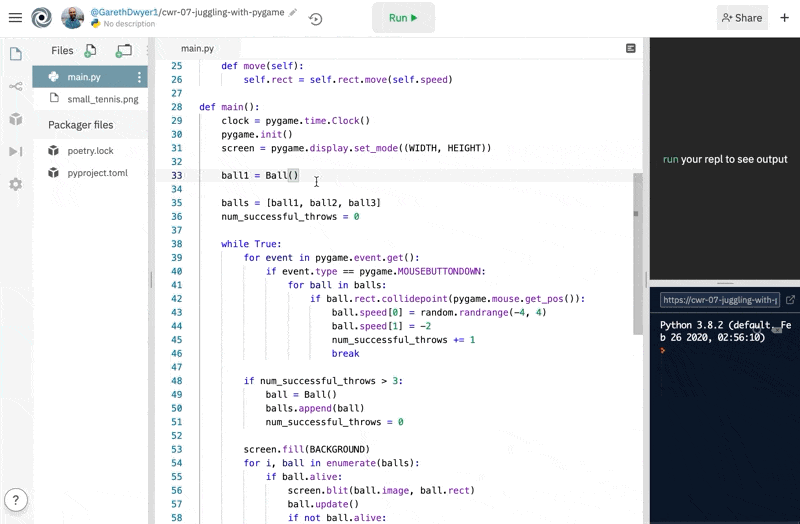 @GarethDwyer1/cwr-07-juggling-with-pygame
No description
Run
Share
Files
main.py
small_tennis.png
Packager files
poetry.lock
pyproject.toml
main.py
25 def move(self):
26 self.rect = self.rect.move(self.speed)
27
28 def main():
29 clock = pygame.time.Clock()
30 pygame.init()
31 screen = pygame.display.set_mode((WIDTH, HEIGHT))
32
33 ball1 = Ball()
34
35 balls = [ball1, ball2, ball3]
36 num_successful_throws = 0
37
38 while True:
39 for event in pygame.event.get():
40 if event.type == pygame.MOUSEBUTTONDOWN:
41 for ball in balls:
42 if ball.rect.collidepoint(pygame.mouse.get_pos()):
43 ball.speed[0] = random.randrange(-4, 4)
44 ball.speed[1] = -2
45 num_successful_throws += 1
46 break
47
48 if num_successful_throws > 3:
49 ball = Ball()
50 balls.append(ball)
51 num_successful_throws = 0
52
53 screen.fill(BACKGROUND)
54 for i, ball in enumerate(balls):
55 if ball.alive:
56 screen.blit(ball.image, ball.rect)
57 ball.update()
58 if not ball.alive:
run your repl to see output
https://cwr-07-juggling-with-p
Python 3.8.2 (default, Fe
b 26 2020, 02:56:10)
?